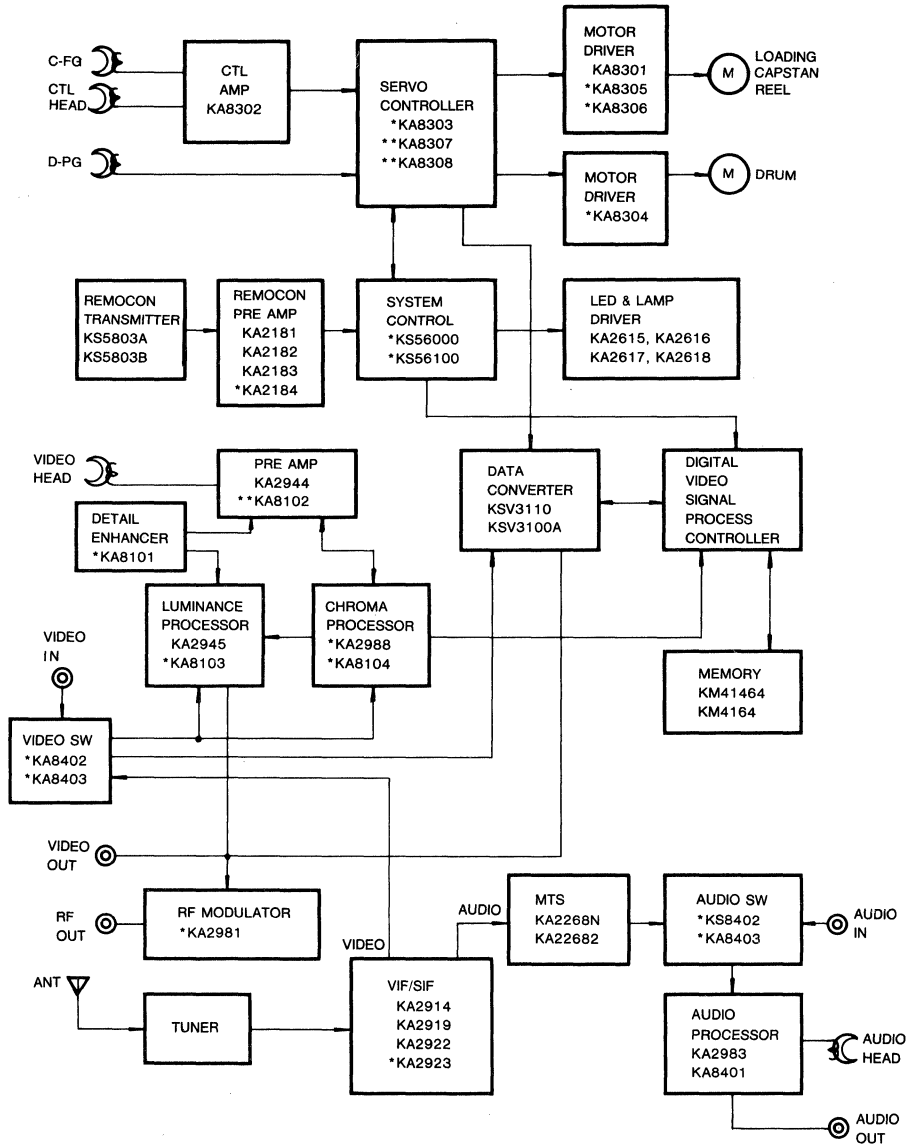 C-FG
CTL
HEAD
D-PG
CTL
AMP
KA8302
SERVO
CONTROLLER
*KA8303
**KA8307
**KA8308
MOTOR
DRIVER
KA8301
*KA8305
*KA8306
M
LOADING
CAPSTAN
REEL
MOTOR
DRIVER
*KA8304
M
DRUM
REMOCON
TRANSMITTER
KS5803A
KS5803B
REMOCON
PRE AMP
KA2181
KA2182
KA2183
*KA2184
SYSTEM
CONTROL
*KS56000
*KS56100
LED & LAMP
DRIVER
KA2615, KA2616
KA2617, KA2618
VIDEO
HEAD
PRE AMP
KA2944
**KA8102
DETAIL
ENHANCER
*KA8101
DATA
CONVERTER
KSV3110
KSV3100A
DIGITAL
VIDEO
SIGNAL
PROCESS
CONTROLLER
LUMINANCE
PROCESSOR
KA2945
*KA8103
CHROMA
PROCESSOR
*KA2988
*KA8104
MEMORY
KM41464
KM4164
VIDEO
IN
VIDEO SW
*KA8402
*KA8403
VIDEO
OUT
RF
OUT
RF MODULATOR
*KA2981
VIDEO
AUDIO
MTS
KA2268N
KA22682
AUDIO SW
*KS8402
*KA8403
AUDIO
IN
ANT
TUNER
VIF/SIF
KA2914
KA2919
KA2922
*KA2923
AUDIO
PROCESSOR
KA2983
KA8401
AUDIO
HEAD
AUDIO
OUT